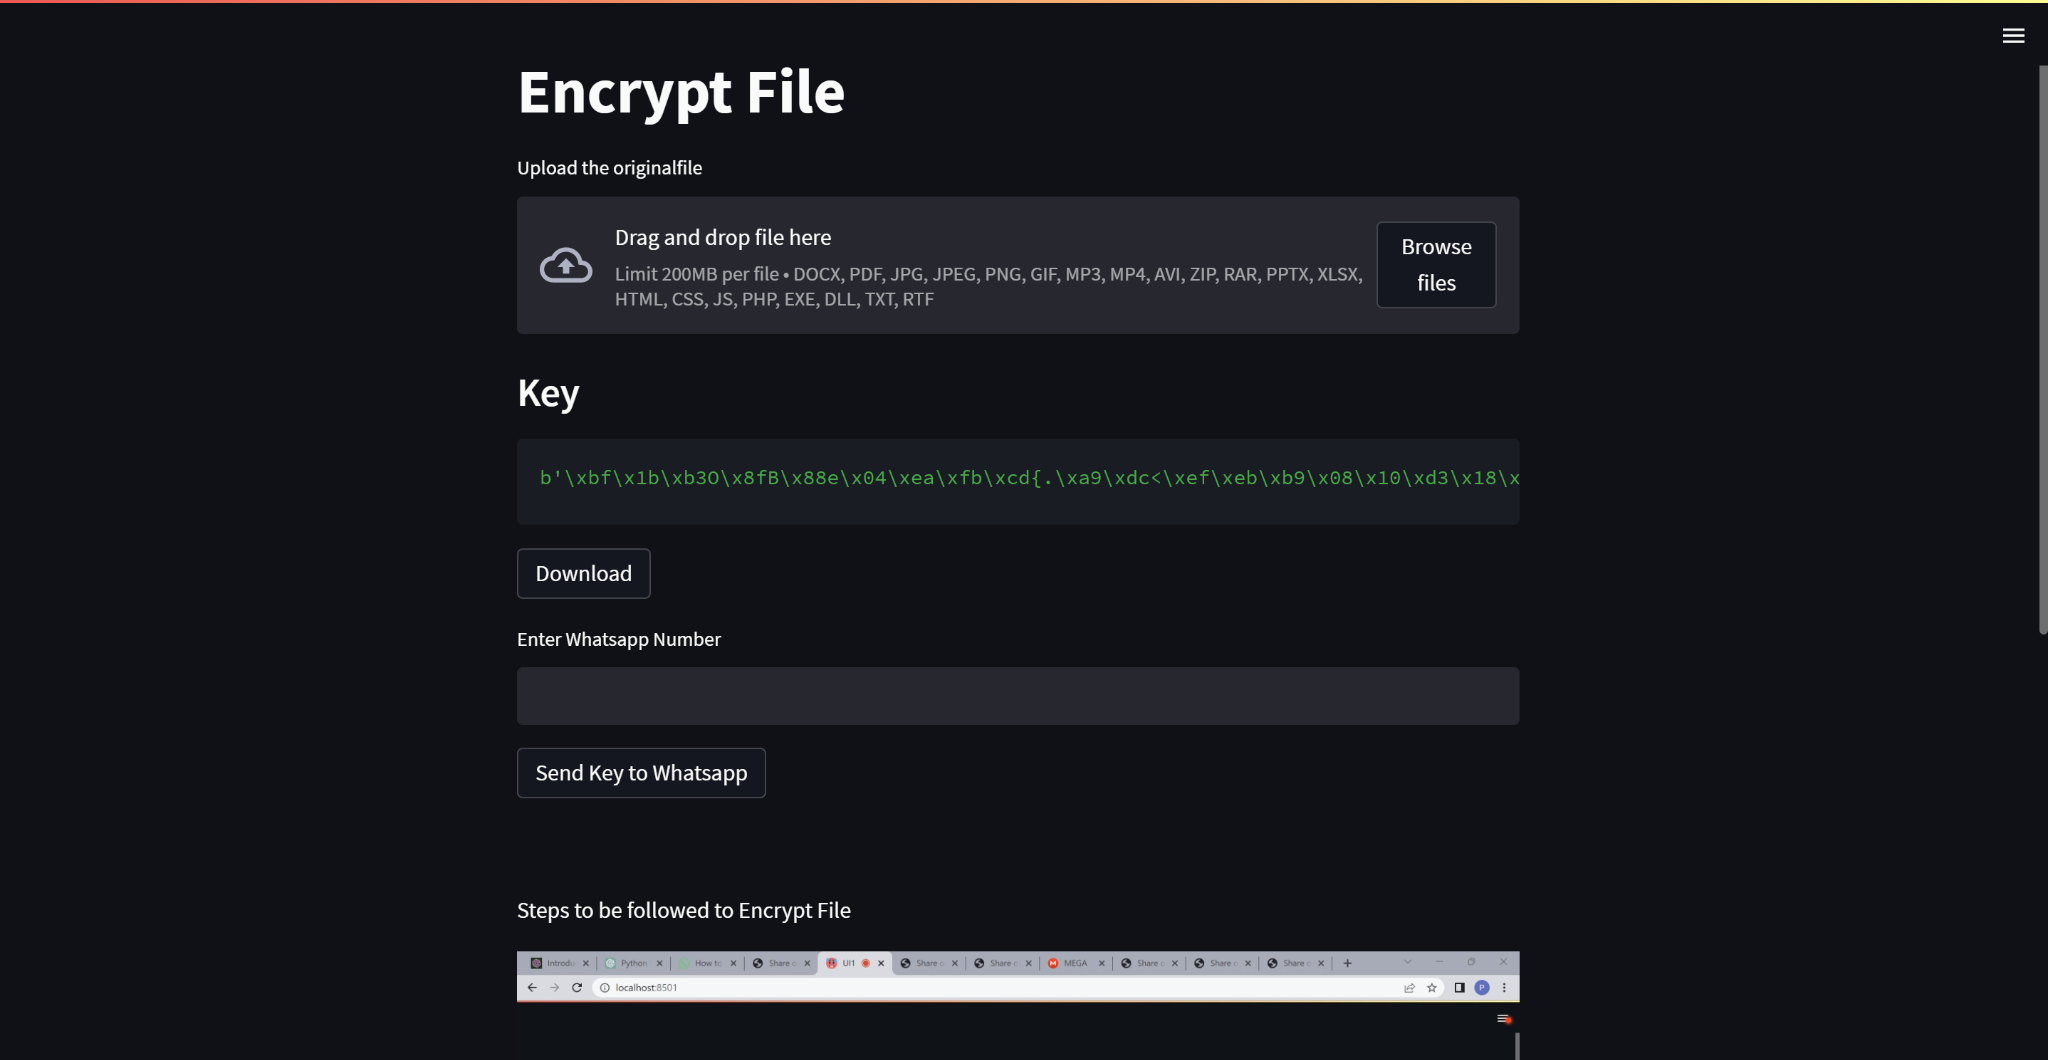 Encrypt File
Upload the originalfile
Drag and drop file here
Limit 200MB per file • DOCX, PDF, JPG, JPEG, PNG, GIF, MP3, MP4, AVI, ZIP, RAR, PPTX, XLSX,
HTML, CSS, JS, PHP, EXE, DLL, TXT, RTF
Browse
files
Key
b'\xbf\x1b\xb3O\x8fB\x88e\x04\xea\xfb\xcd{.\xa9\xdc<\xef\xeb\xb9\x08\x10\xd3\x18\x
Download
Enter Whatsapp Number
Send Key to Whatsapp
Steps to be followed to Encrypt File
Introdu Python How to Share UI1 Share Share MEGA Share Share Share
localhost:8501
P